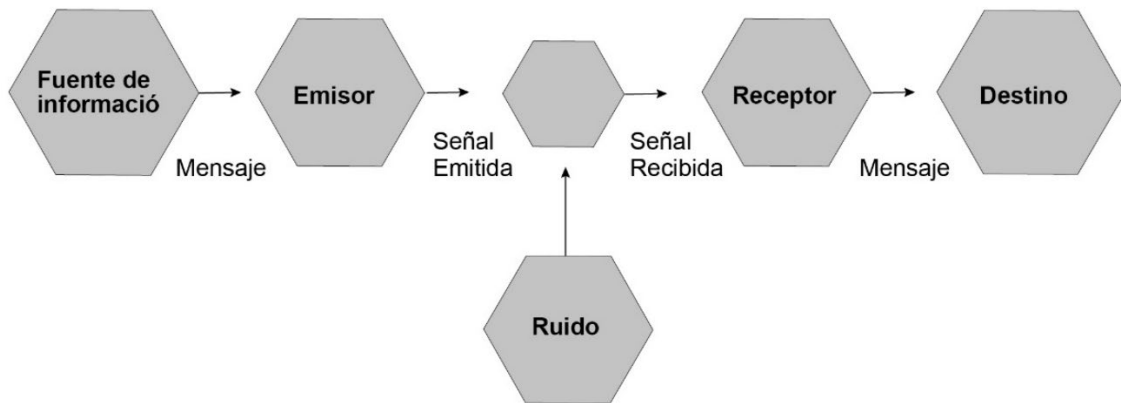 Fuente de
informació
Emisor
Receptor
Destino
Mensaje
Señal
Emitida
Señal
Recibida
Mensaje
Ruido